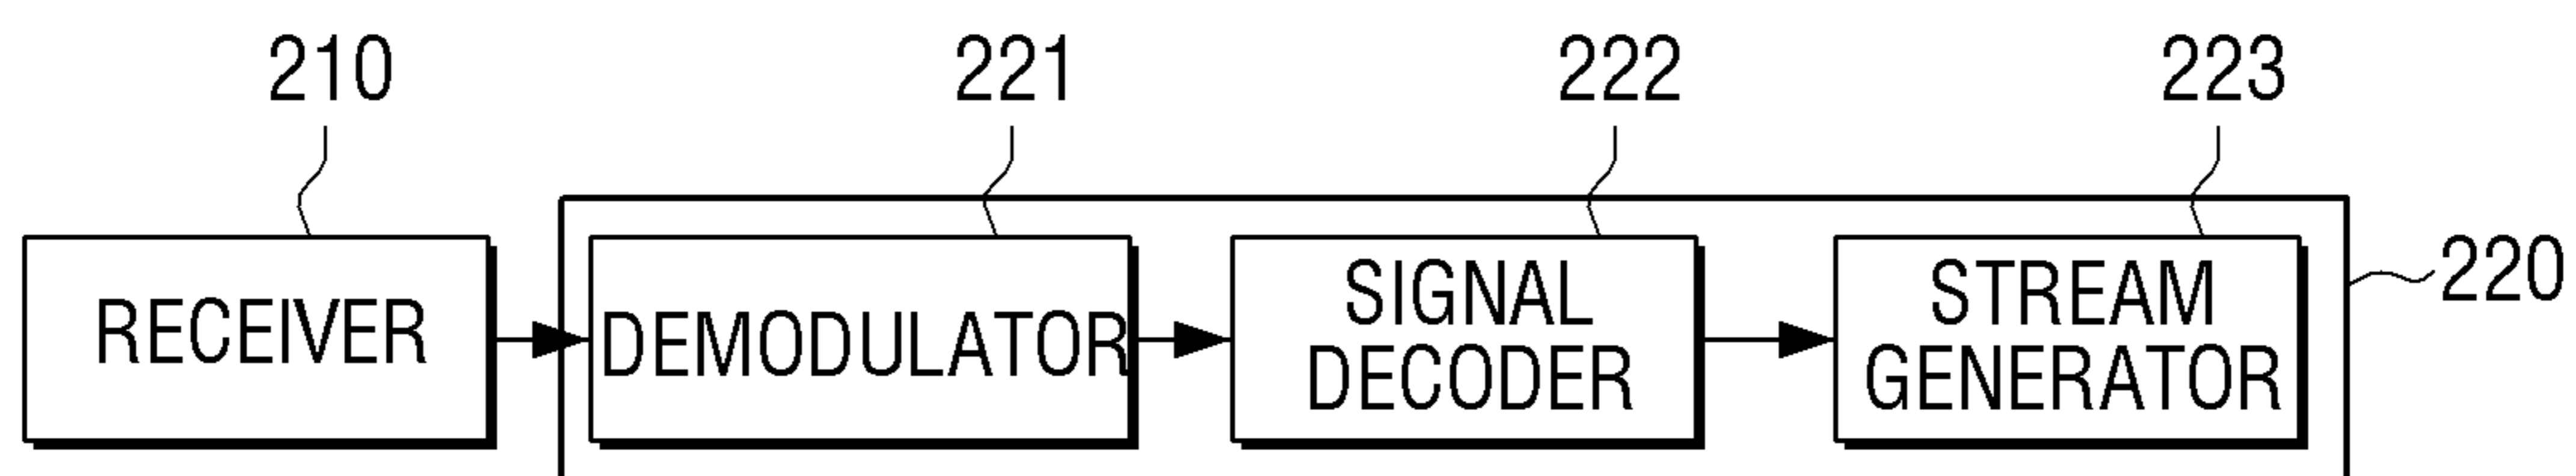 210
221
222
223
RECEIVER
DEMODULATOR
SIGNAL
DECODER
STREAM
GENERATOR
220